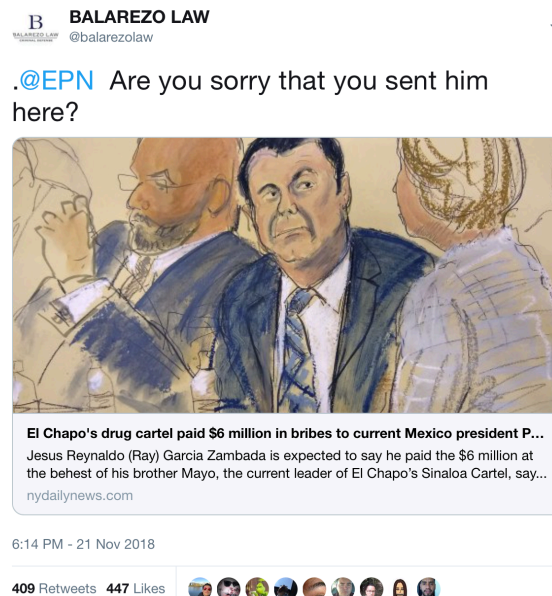 B
BALAREZO LAW
CRIMINAL DEFENSE
BALAREZO LAW
@balarezolaw
.@EPN Are you sorry that you sent him
here?
El Chapo's drug cartel paid $6 million in bribes to current Mexico president P...
Jesus Reynaldo (Ray) Garcia Zambada is expected to say he paid the $6 million at
the behest of his brother Mayo, the current leader of El Chapo’s Sinaloa Cartel, say...
nydailynews.com
6:14 PM - 21 Nov 2018
409 Retweets 447 Likes